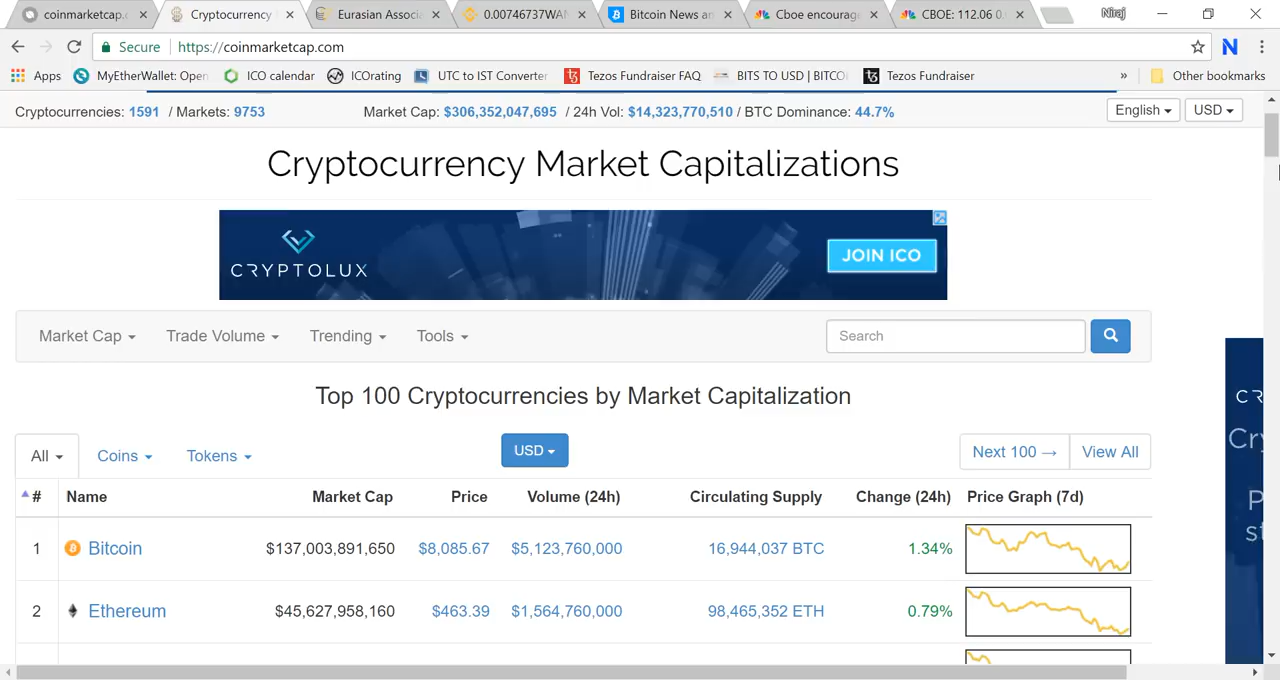 coinmarketcap.c
Cryptocurrency
Eurasian Associa
0.00746737WAN
Bitcoin News an
Cboe encourage
CBOE: 112.06 0.
Niraj
Secure
https://coinmarketcap.com
Apps
MyEtherWallet: Open
ICO calendar
ICOrating
UTC to IST Converter
Tezos Fundraiser FAQ
BITS TO USD | BITCO
Tezos Fundraiser
»
Other bookmarks
Cryptocurrencies: 1591 / Markets: 9753
Market Cap: $306,352,047,695 / 24h Vol: $14,323,770,510 / BTC Dominance: 44.7%
English
USD
Cryptocurrency Market Capitalizations
CRYPTOLUX
JOIN ICO
Market Cap
Trade Volume
Trending
Tools
Search
Top 100 Cryptocurrencies by Market Capitalization
All
Coins
Tokens
USD
Next 100 →
View All
# Name Market Cap Price Volume (24h) Circulating Supply Change (24h) Price Graph (7d)
1 Bitcoin $137,003,891,650 $8,085.67 $5,123,760,000 16,944,037 BTC 1.34%
2 Ethereum $45,627,958,160 $463.39 $1,564,760,000 98,465,352 ETH 0.79%